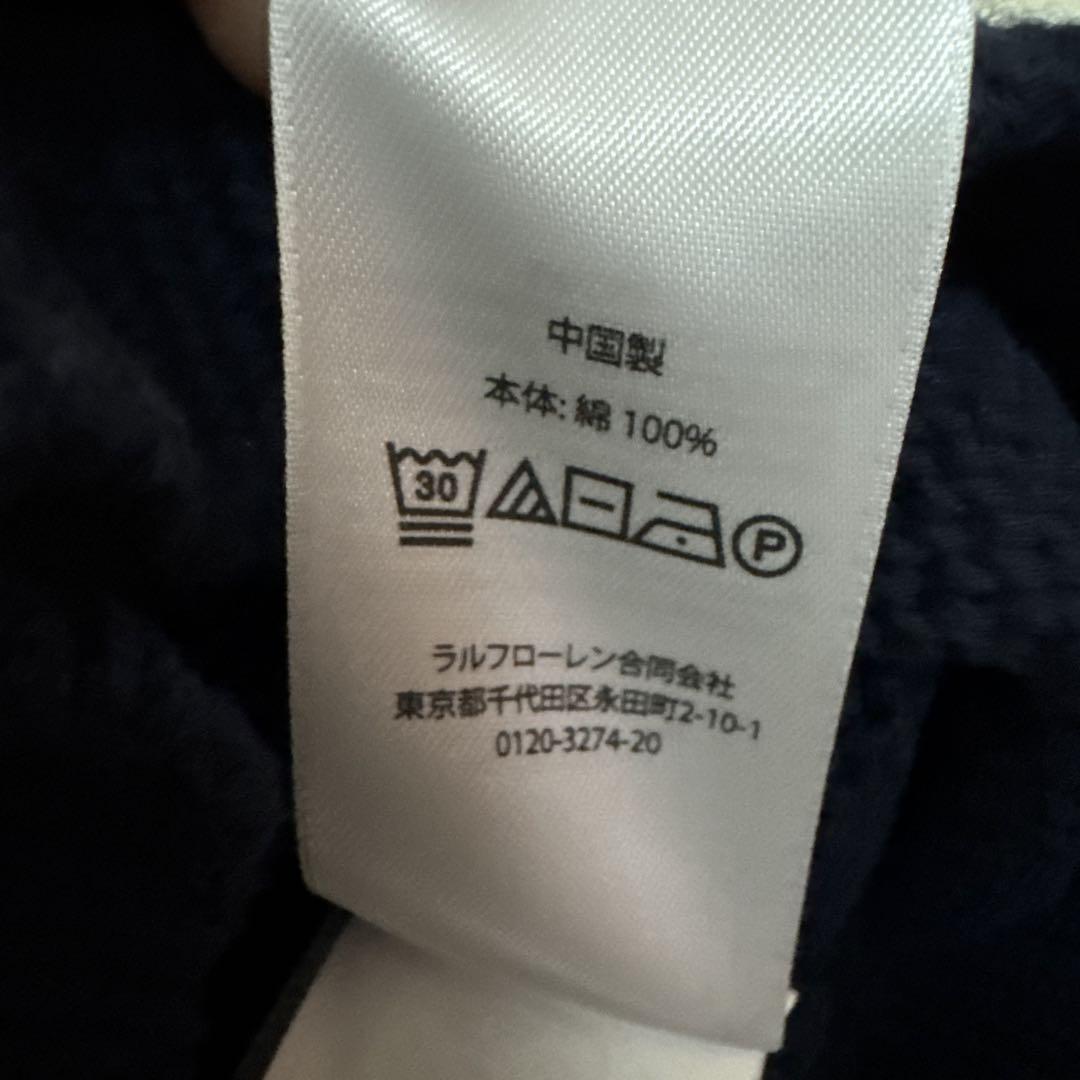 中国製
本体: 綿 100%
30 P
ラルフローレン合同会社
東京都千代田区永田町2-10-1
0120-3274-20